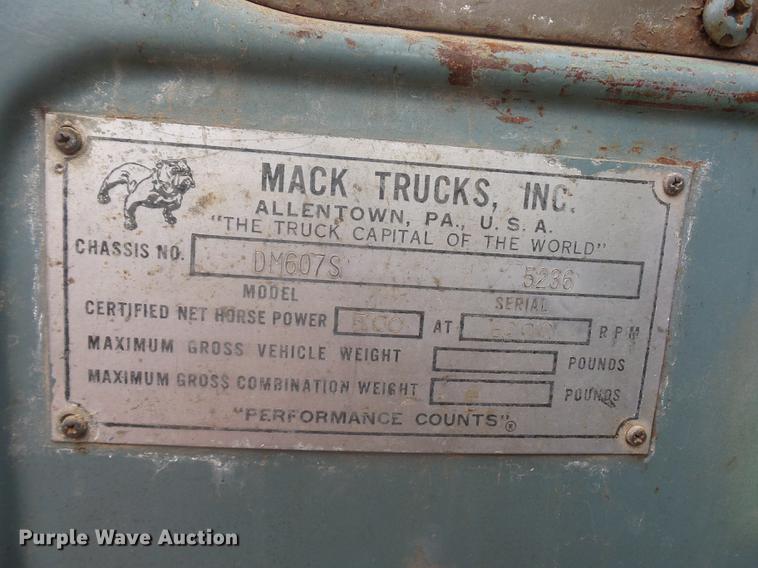 MACK TRUCKS, INC.
ALLENTOWN, PA., U.S.A.
"THE TRUCK CAPITAL OF THE WORLD"
CHASSIS NO. DM607S 5236
MODEL SERIAL
CERTIFIED NET HORSE POWER AT RPM
MAXIMUM GROSS VEHICLE WEIGHT POUNDS
MAXIMUM GROSS COMBINATION WEIGHT POUNDS
"PERFORMANCE COUNTS"®
Purple Wave Auction